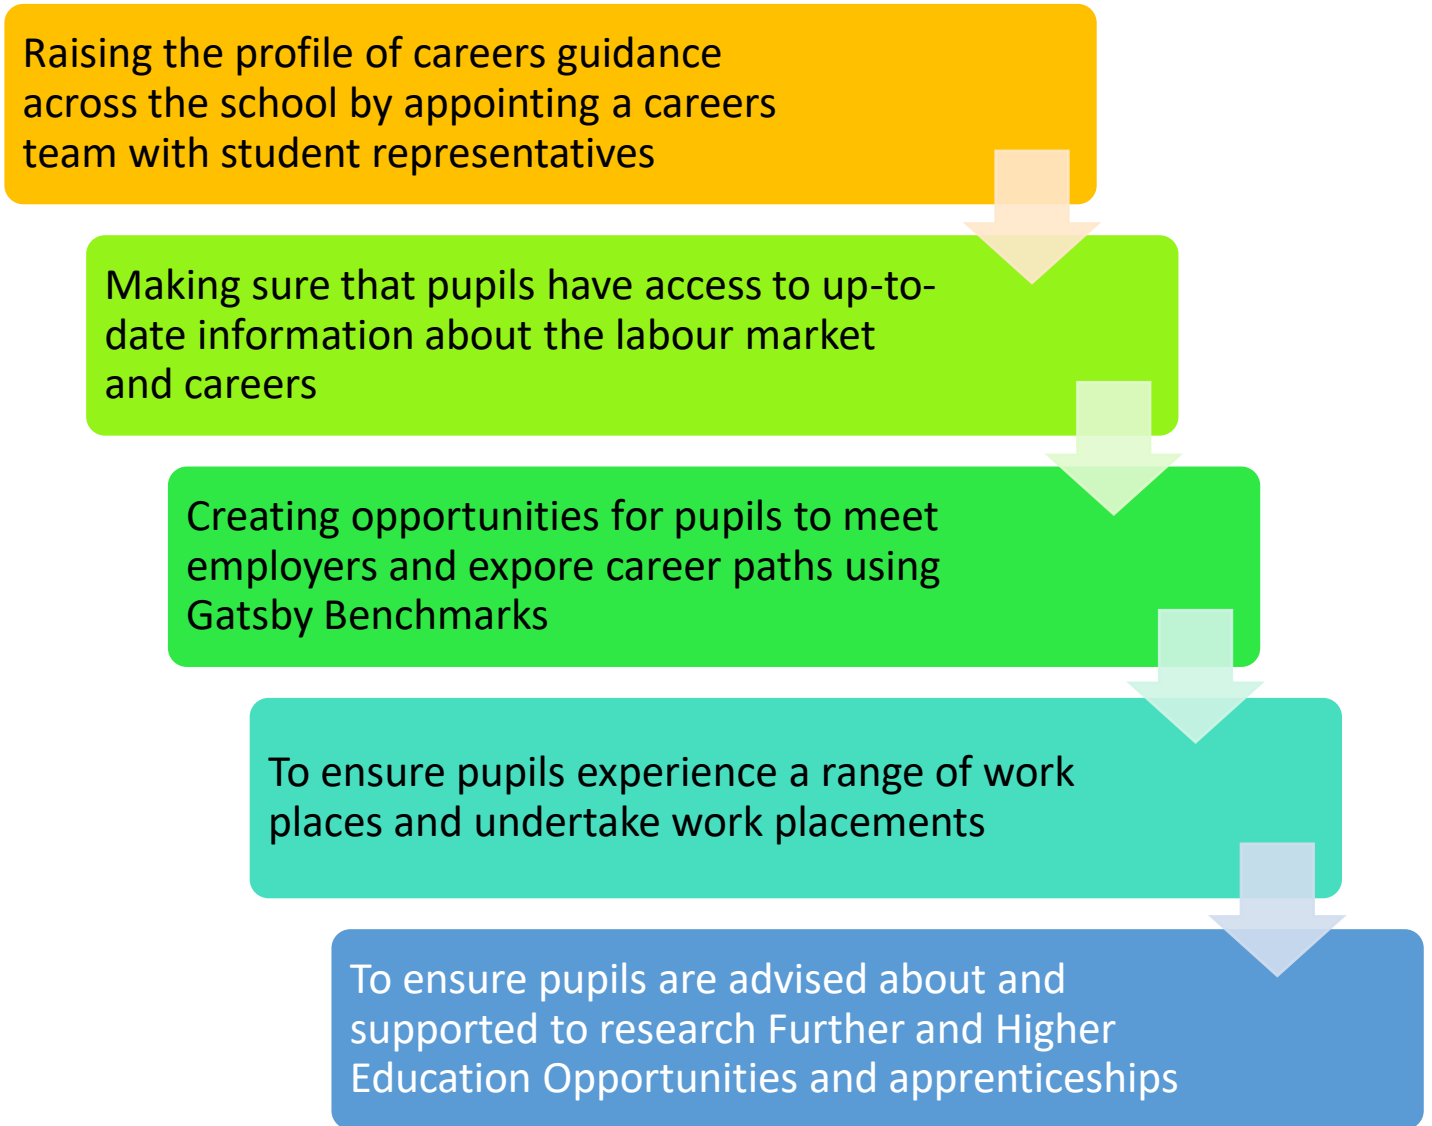 Raising the profile of careers guidance
across the school by appointing a careers
team with student representatives
Making sure that pupils have access to up-to-
date information about the labour market
and careers
Creating opportunities for pupils to meet
employers and expore career paths using
Gatsby Benchmarks
To ensure pupils experience a range of work
places and undertake work placements
To ensure pupils are advised about and
supported to research Further and Higher
Education Opportunities and apprenticeships